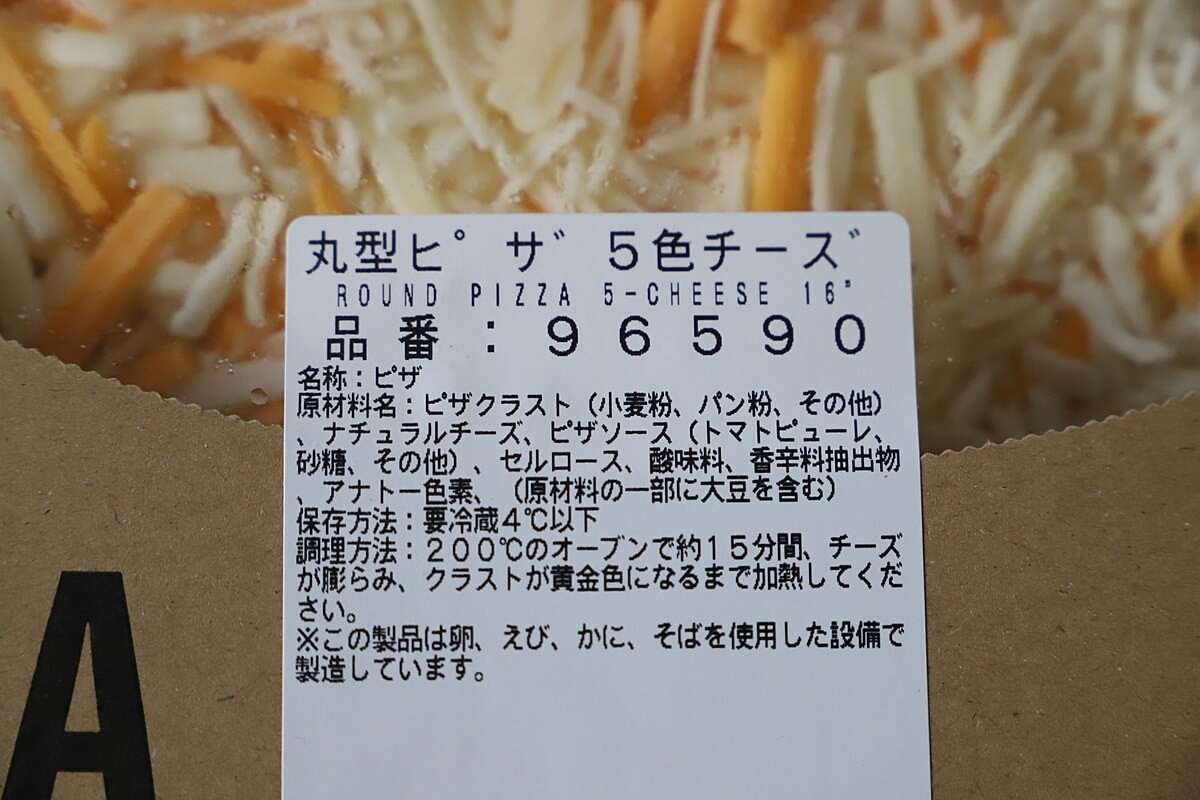 丸型ピザ 5色チーズ
ROUND PIZZA 5-CHEESE 16"
品番:96590
名称:ピザ
原材料名:ピザクラスト(小麦粉、パン粉、その他)
、ナチュラルチーズ、ピザソース(トマトピューレ、
砂糖、その他)、セルロース、酸味料、香辛料抽出物
、アナトー色素、(原材料の一部に大豆を含む)
保存方法:要冷蔵4℃以下
調理方法:200℃のオーブンで約15分間、チーズ
が膨らみ、クラストが黄金色になるまで加熱してくだ
さい。
※この製品は卵、えび、かに、そばを使用した設備で
製造しています。
A